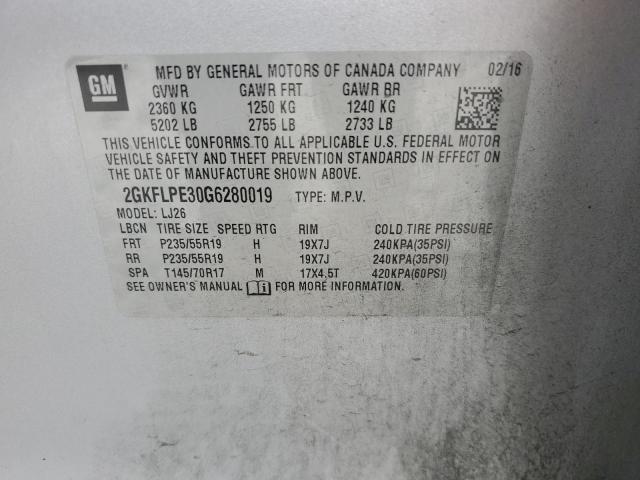 GM
MFD BY GENERAL MOTORS OF CANADA COMPANY 02/16
GVWR GAWR FRT GAWR RR
2360 KG 1250 KG 1240 KG
5202 LB 2755 LB 2733 LB
THIS VEHICLE CONFORMS TO ALL APPLICABLE U.S. FEDERAL MOTOR
VEHICLE SAFETY AND THEFT PREVENTION STANDARDS IN EFFECT ON
THE DATE OF MANUFACTURE SHOWN ABOVE.
2GKFLPE30G6280019 TYPE: M.P.V.
MODEL: LJ26
LBCN TIRE SIZE SPEED RTG RIM COLD TIRE PRESSURE
FRT P235/55R19 H 19X7J 240KPA(35PSI)
RR P235/55R19 H 19X7J 240KPA(35PSI)
SPA T145/70R17 M 17X4.5T 420KPA(60PSI)
SEE OWNER'S MANUAL FOR MORE INFORMATION.